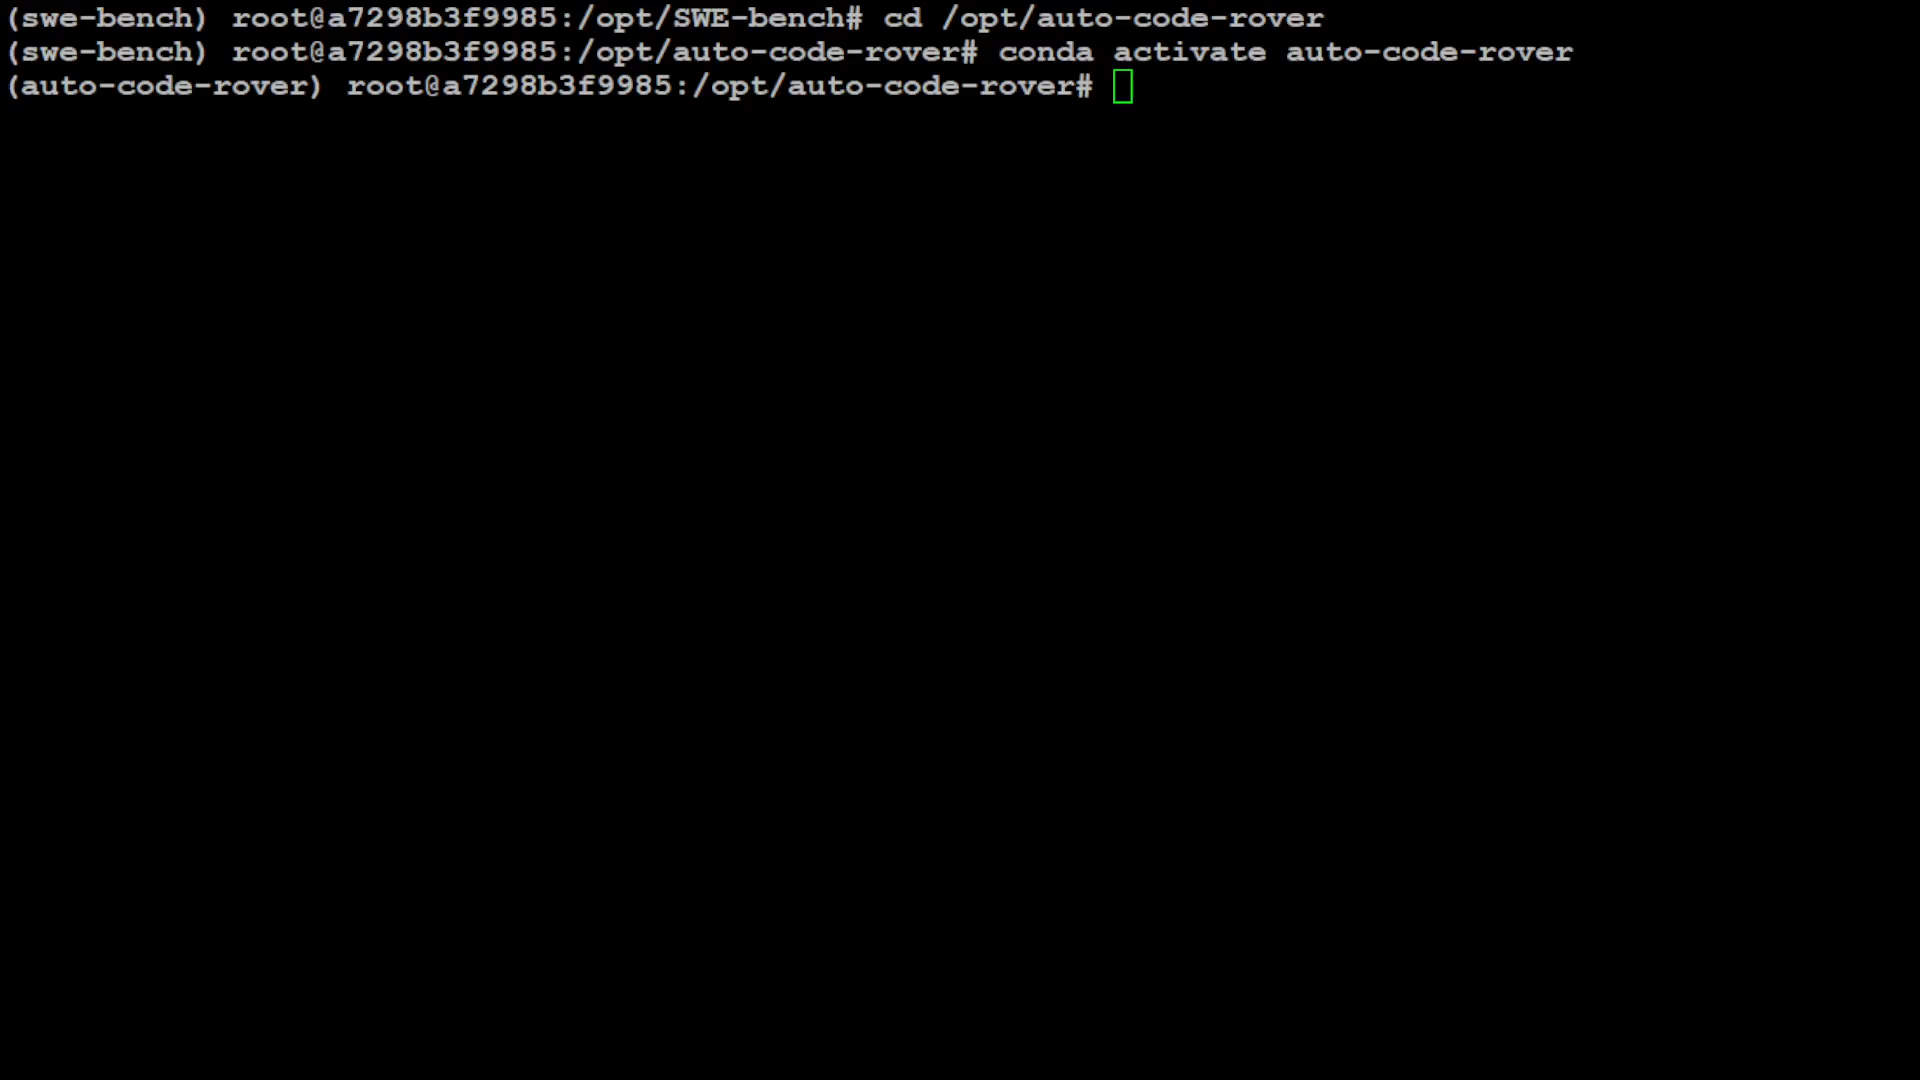 (swe-bench) root@a7298b3f9985:/opt/SWE-bench# cd /opt/auto-code-rover
(swe-bench) root@a7298b3f9985:/opt/auto-code-rover# conda activate auto-code-rover
(auto-code-rover) root@a7298b3f9985:/opt/auto-code-rover#